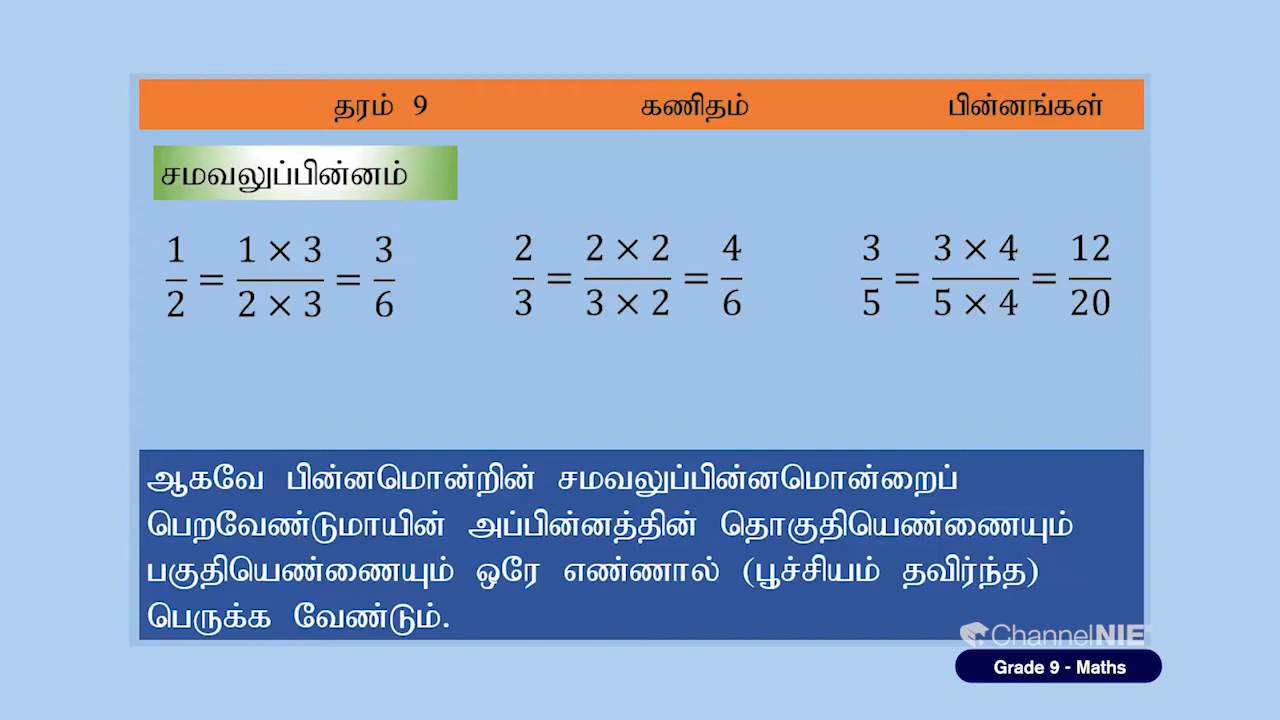 தரம் 9 கணிதம் பின்னங்கள்
சமவலுப்பின்னம்
1/2 = (1 × 3)/(2 × 3) = 3/6 2/3 = (2 × 2)/(3 × 2) = 4/6 3/5 = (3 × 4)/(5 × 4) = 12/20
ஆகவே பின்னமொன்றின் சமவலுப்பின்னமொன்றைப்
பெறவேண்டுமாயின் அப்பின்னத்தின் தொகுதியெண்ணையும்
பகுதியெண்ணையும் ஒரே எண்ணால் (பூச்சியம் தவிர்ந்த)
பெருக்க வேண்டும்.
ChannelNIE
Grade 9 - Maths